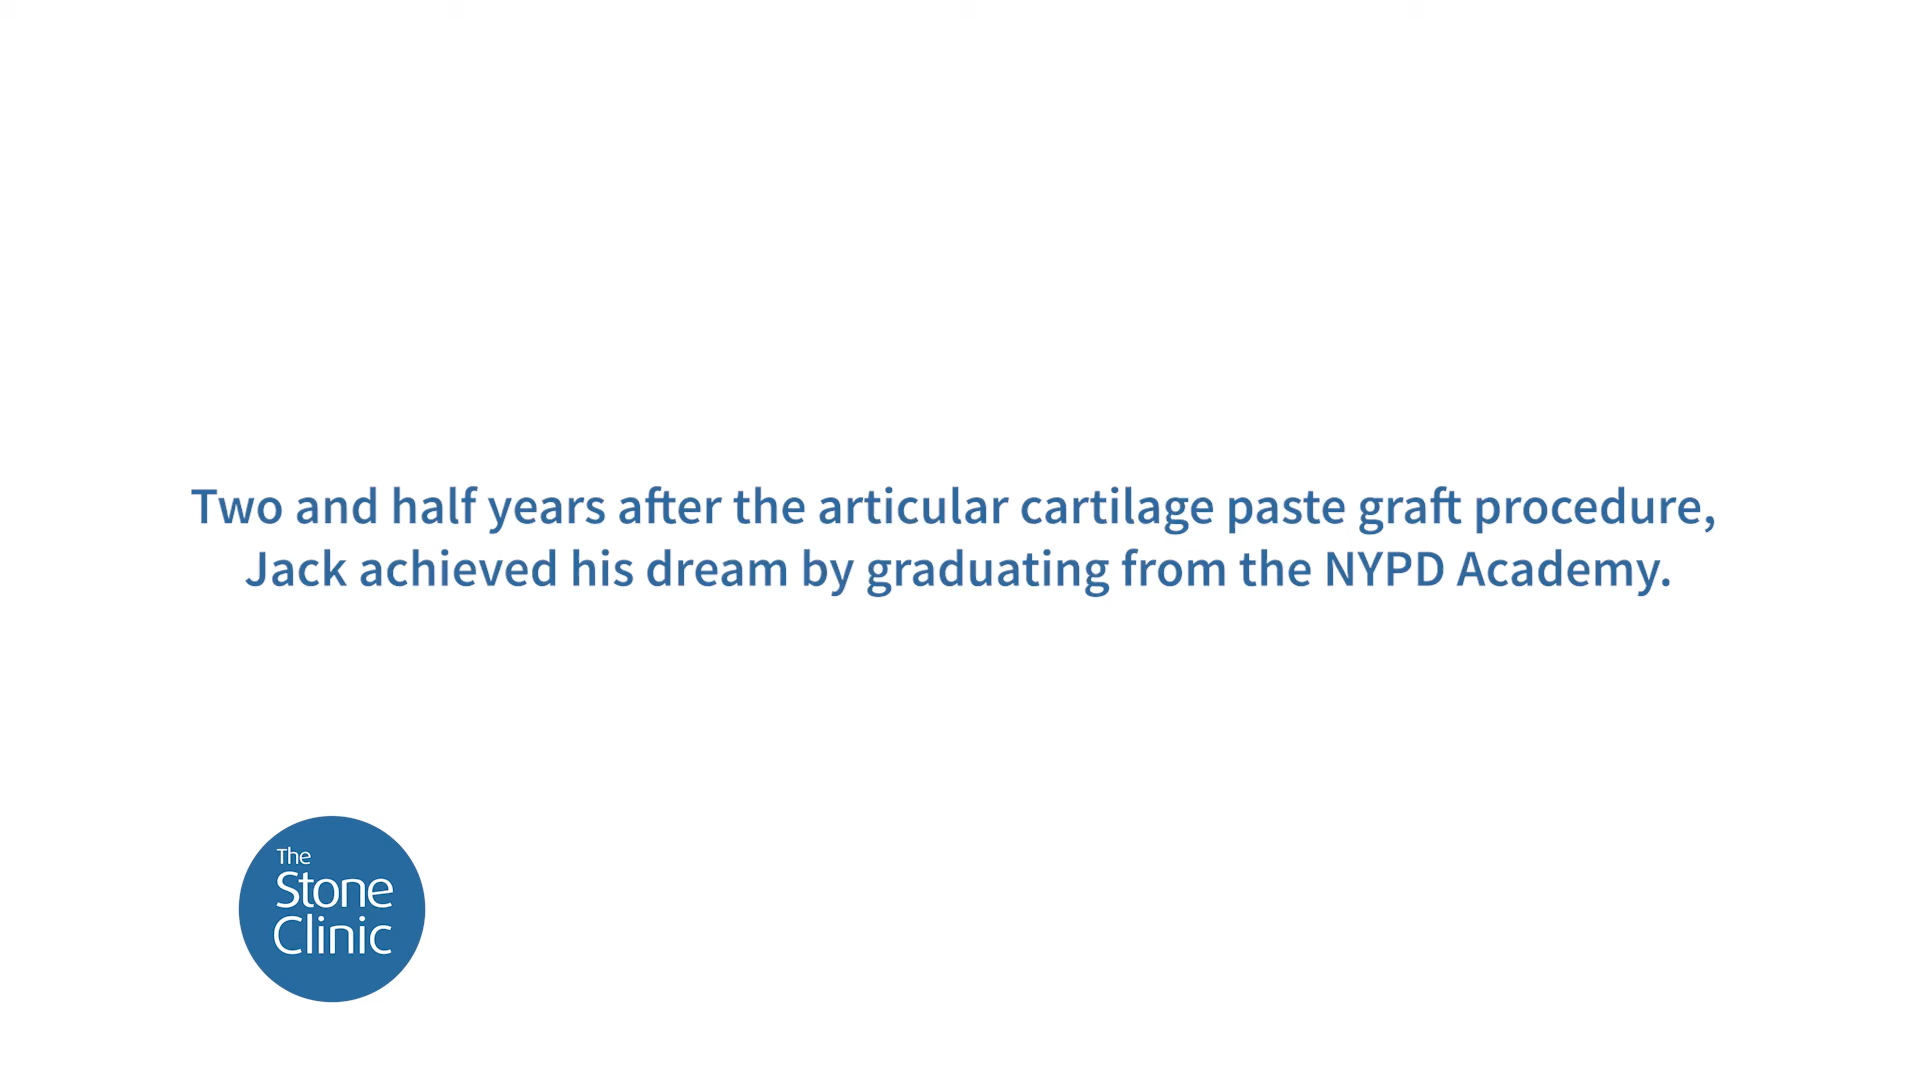 Two and half years after the articular cartilage paste graft procedure,
Jack achieved his dream by graduating from the NYPD Academy.
The
Stone
Clinic